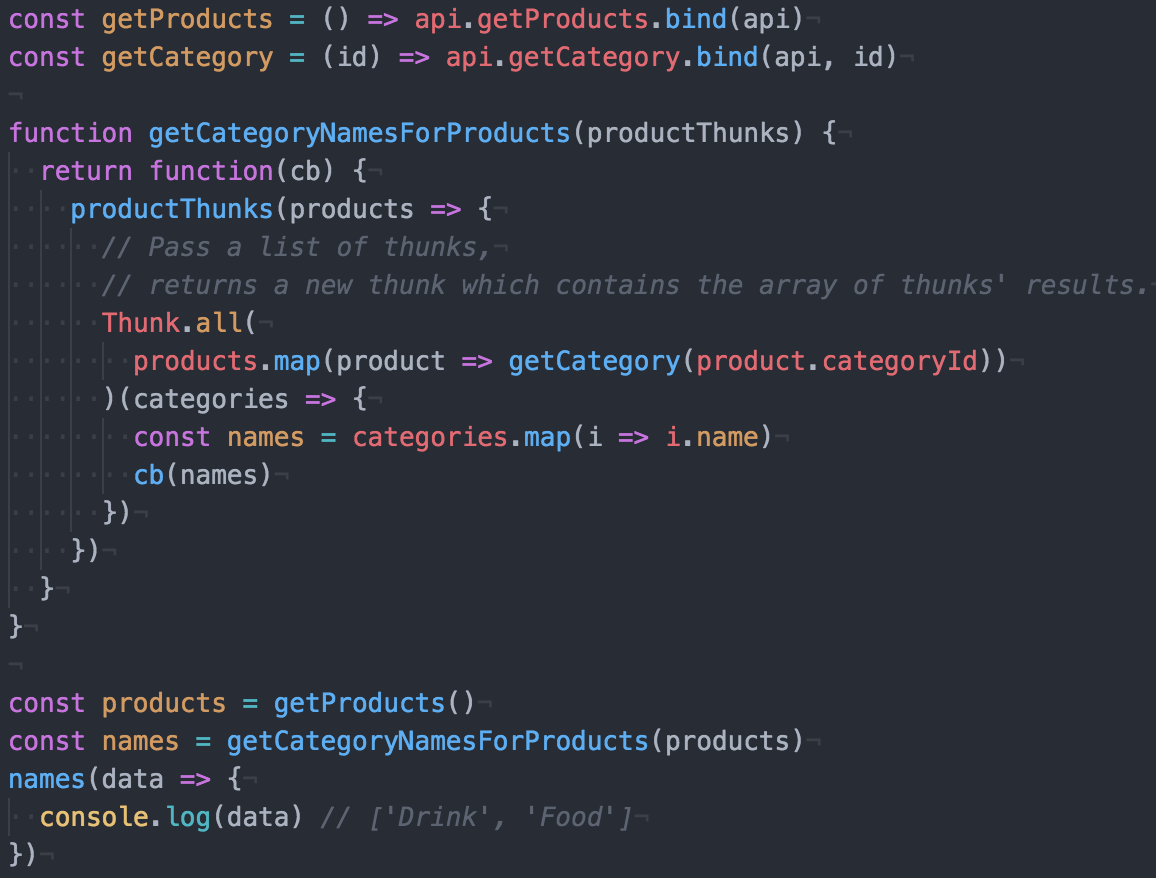 const getProducts = () => api.getProducts.bind(api)¬
const getCategory = (id) => api.getCategory.bind(api, id)¬
¬
function getCategoryNamesForProducts(productThunks) {¬
··return function(cb) {¬
····productThunks(products => {¬
······// Pass a list of thunks,¬
······// returns a new thunk which contains the array of thunks' results.¬
······Thunk.all(¬
········products.map(product => getCategory(product.categoryId))¬
······)(categories => {¬
········const names = categories.map(i => i.name)¬
········cb(names)¬
······})¬
····})¬
··}¬
}¬
¬
const products = getProducts()¬
const names = getCategoryNamesForProducts(products)¬
names(data => {¬
··console.log(data) // ['Drink', 'Food']¬
})¬